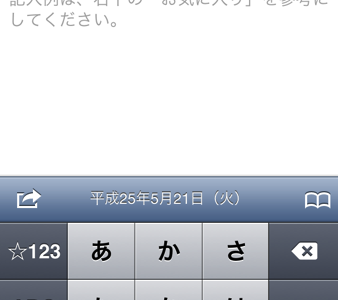 記入例は、右下の「お気に入り」を参考に
してください。
平成25年5月21日（火）
☆123
あ
か
さ